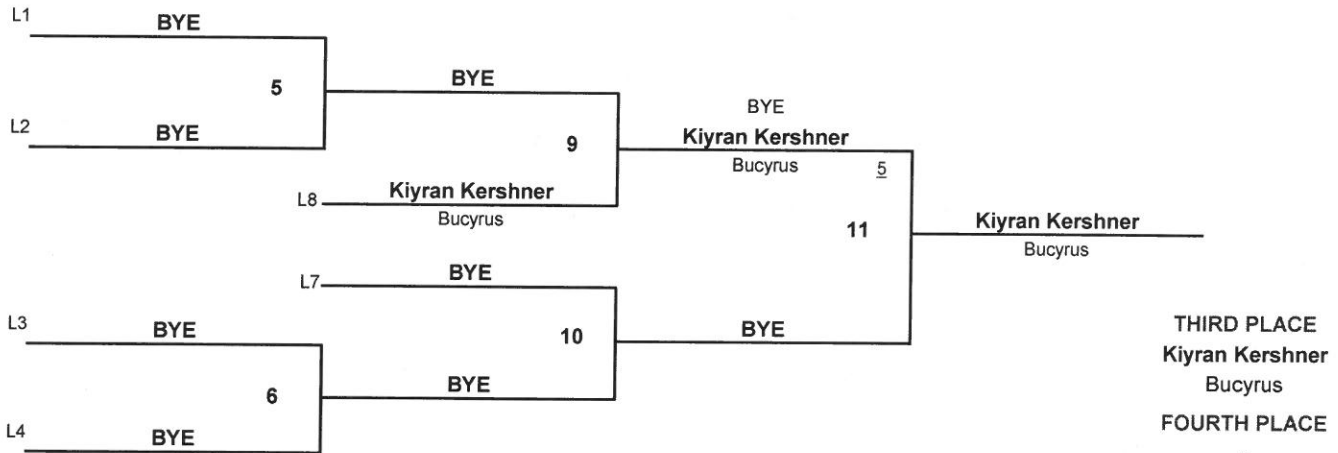 L1
BYE
5
BYE
L2
BYE
9
BYE
Kiyran Kershner
Bucyrus
5
L8
Kiyran Kershner
Bucyrus
11
Kiyran Kershner
Bucyrus
L7
BYE
L3
BYE
10
BYE
6
BYE
L4
BYE
THIRD PLACE
Kiyran Kershner
Bucyrus
FOURTH PLACE